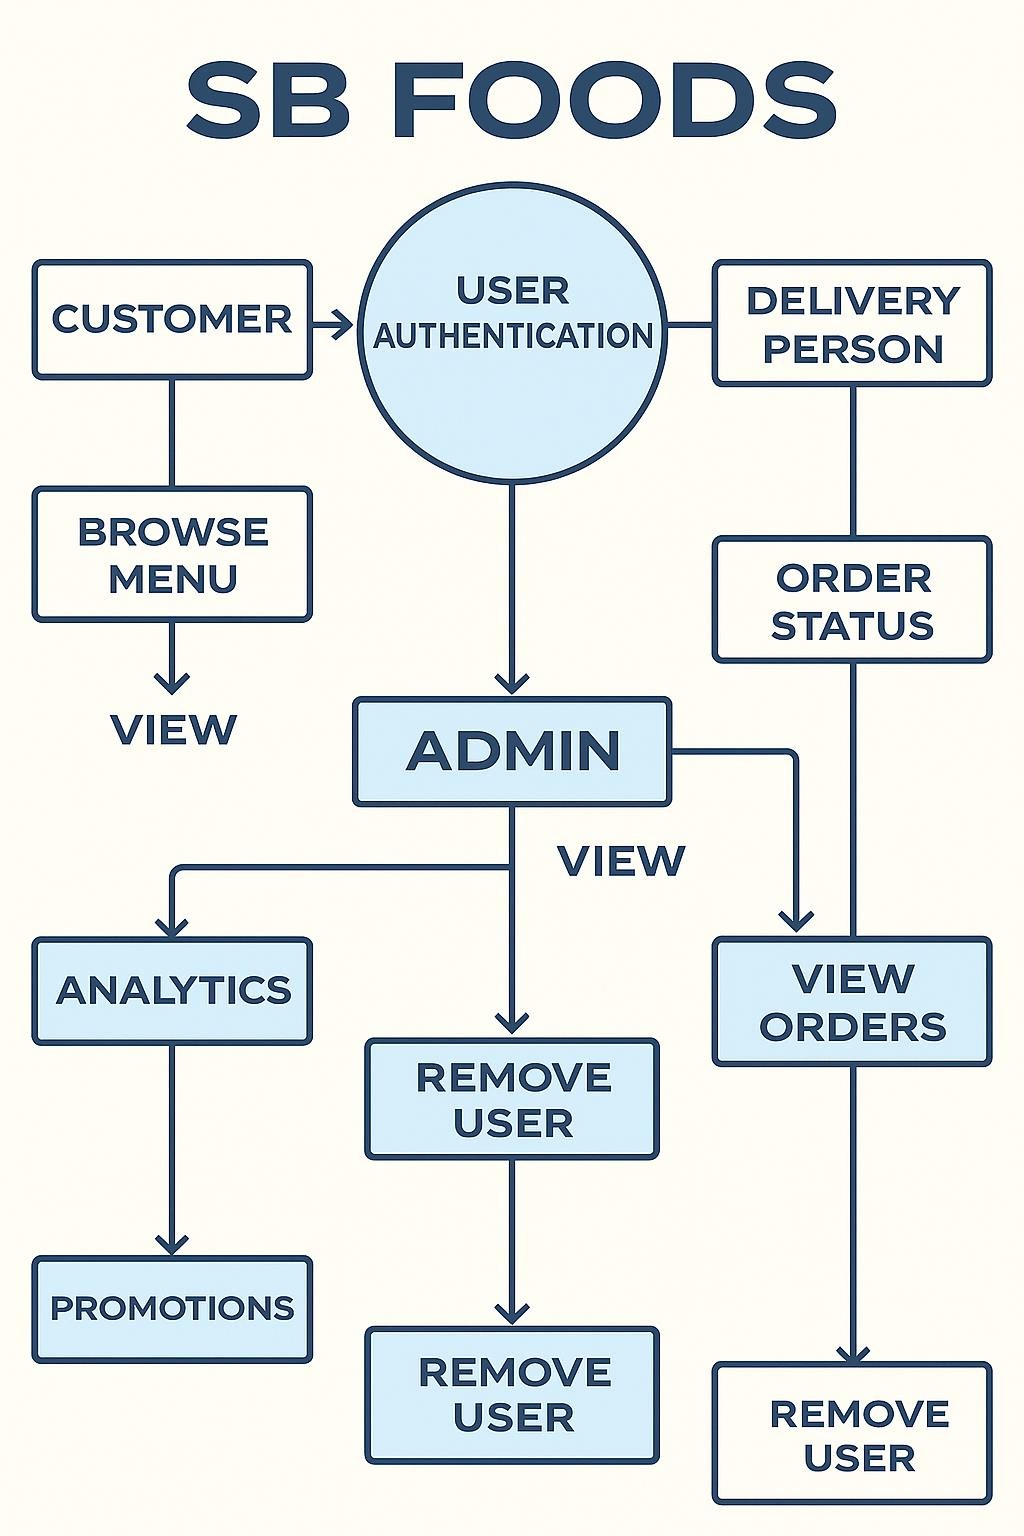 SB FOODS
CUSTOMER
USER
AUTHENTICATION
DELIVERY
PERSON
BROWSE
MENU
ORDER
STATUS
VIEW
ADMIN
VIEW
ANALYTICS
VIEW
ORDERS
REMOVE
USER
PROMOTIONS
REMOVE
USER
REMOVE
USER